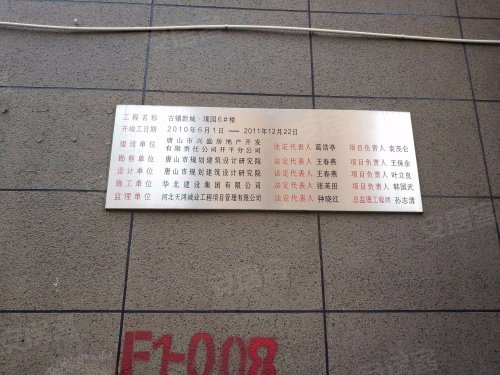 工程名称 古镇新城·璟园6#楼
开竣工日期 2010年6月1日 — 2011年12月22日
建设单位 唐山市兴盛房地产开发有限责任公司开平分公司 法定代表人 葛浩亭 项目负责人 袁茂仓
勘察单位 唐山市规划建筑设计研究院 法定代表人 王春燕 项目负责人 王保余
设计单位 唐山市规划建筑设计研究院 法定代表人 王春燕 项目负责人 叶立良
施工单位 华北建设集团有限公司 法定代表人 张英田 项目负责人 韩国武
监理单位 河北天鸿诚业工程项目管理有限公司 法定代表人 钟晓红 总监理工程师 孙志清
F1-008